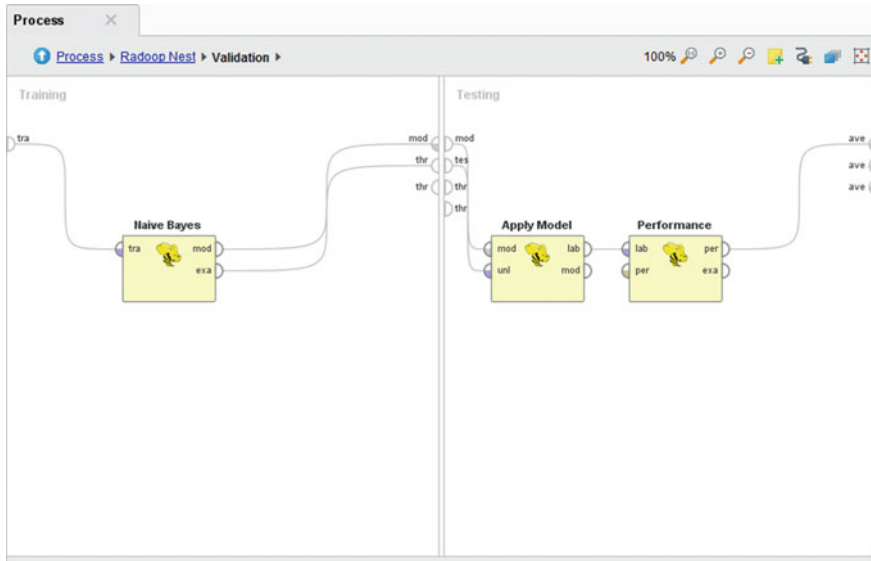 Process
Process Radoop Nest Validation
100%
Training
Testing
tra
mod
thr
thr
mod
tes
thr
thr
ave
ave
ave
Naive Bayes
tra mod
exa
Apply Model
mod lab
unl mod
Performance
lab per
per exa